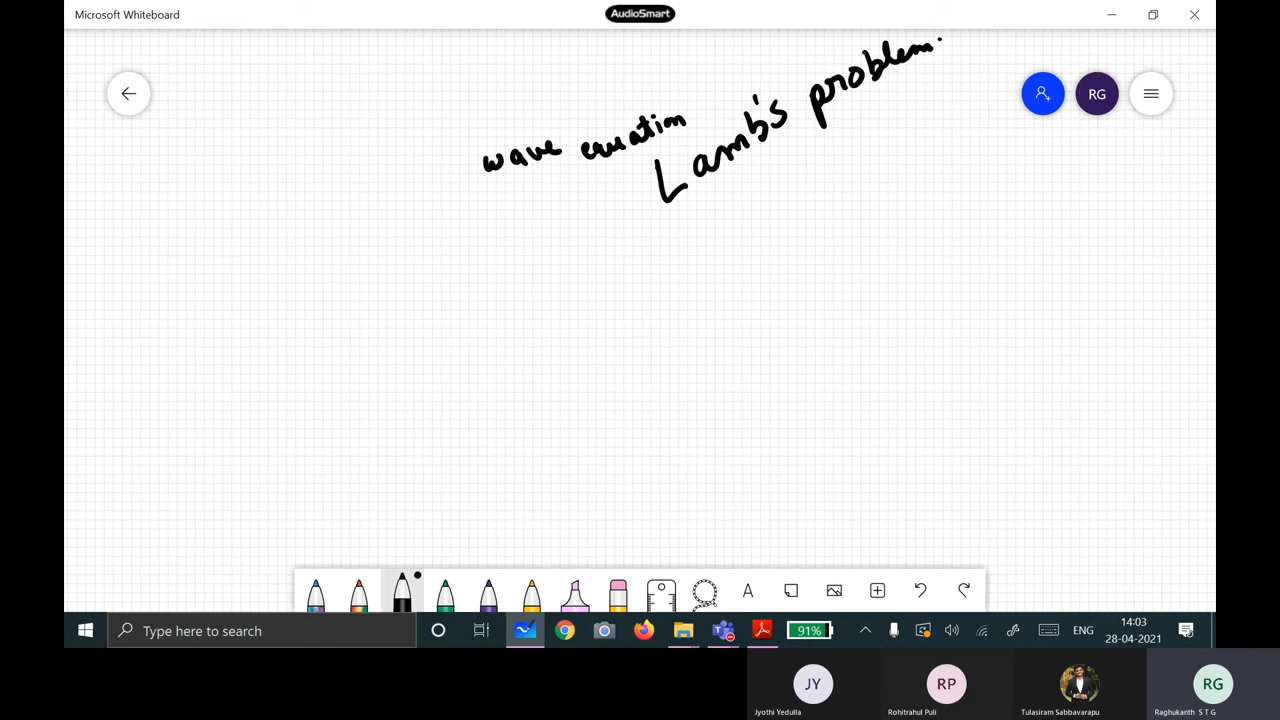 Microsoft Whiteboard
AudioSmart
Lamb's problem.
wave equation
RG
A
Type here to search
91%
ENG
14:03
28-04-2021
JY
RP
RG
Jyothi Yedulla
Rohitrahul Puli
Tulasiram Sabbavarapu
Raghukanth S T G